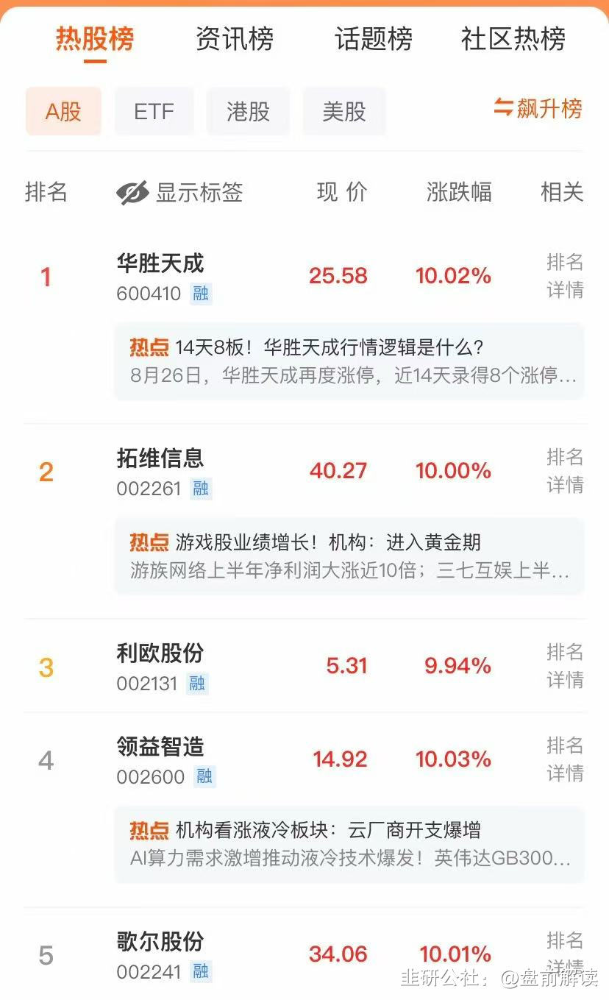 热股榜 资讯榜 话题榜 社区热榜
A股 ETF 港股 美股 飙升榜
排名 显示标签 现价 涨跌幅 相关
1 华胜天成 25.58 10.02% 排名
600410 融 详情
热点 14天8板！华胜天成行情逻辑是什么？
8月26日，华胜天成再度涨停，近14天录得8个涨停...
2 拓维信息 40.27 10.00% 排名
002261 融 详情
热点 游戏股业绩增长！机构：进入黄金期
游族网络上半年净利润大涨近10倍；三七互娱上半...
3 利欧股份 5.31 9.94% 排名
002131 融 详情
4 领益智造 14.92 10.03% 排名
002600 融 详情
热点 机构看涨液冷板块：云厂商开支爆增
AI算力需求激增推动液冷技术爆发！英伟达GB300...
5 歌尔股份 34.06 10.01% 排名
002241 融 详情
韭研公社：@盘前解读